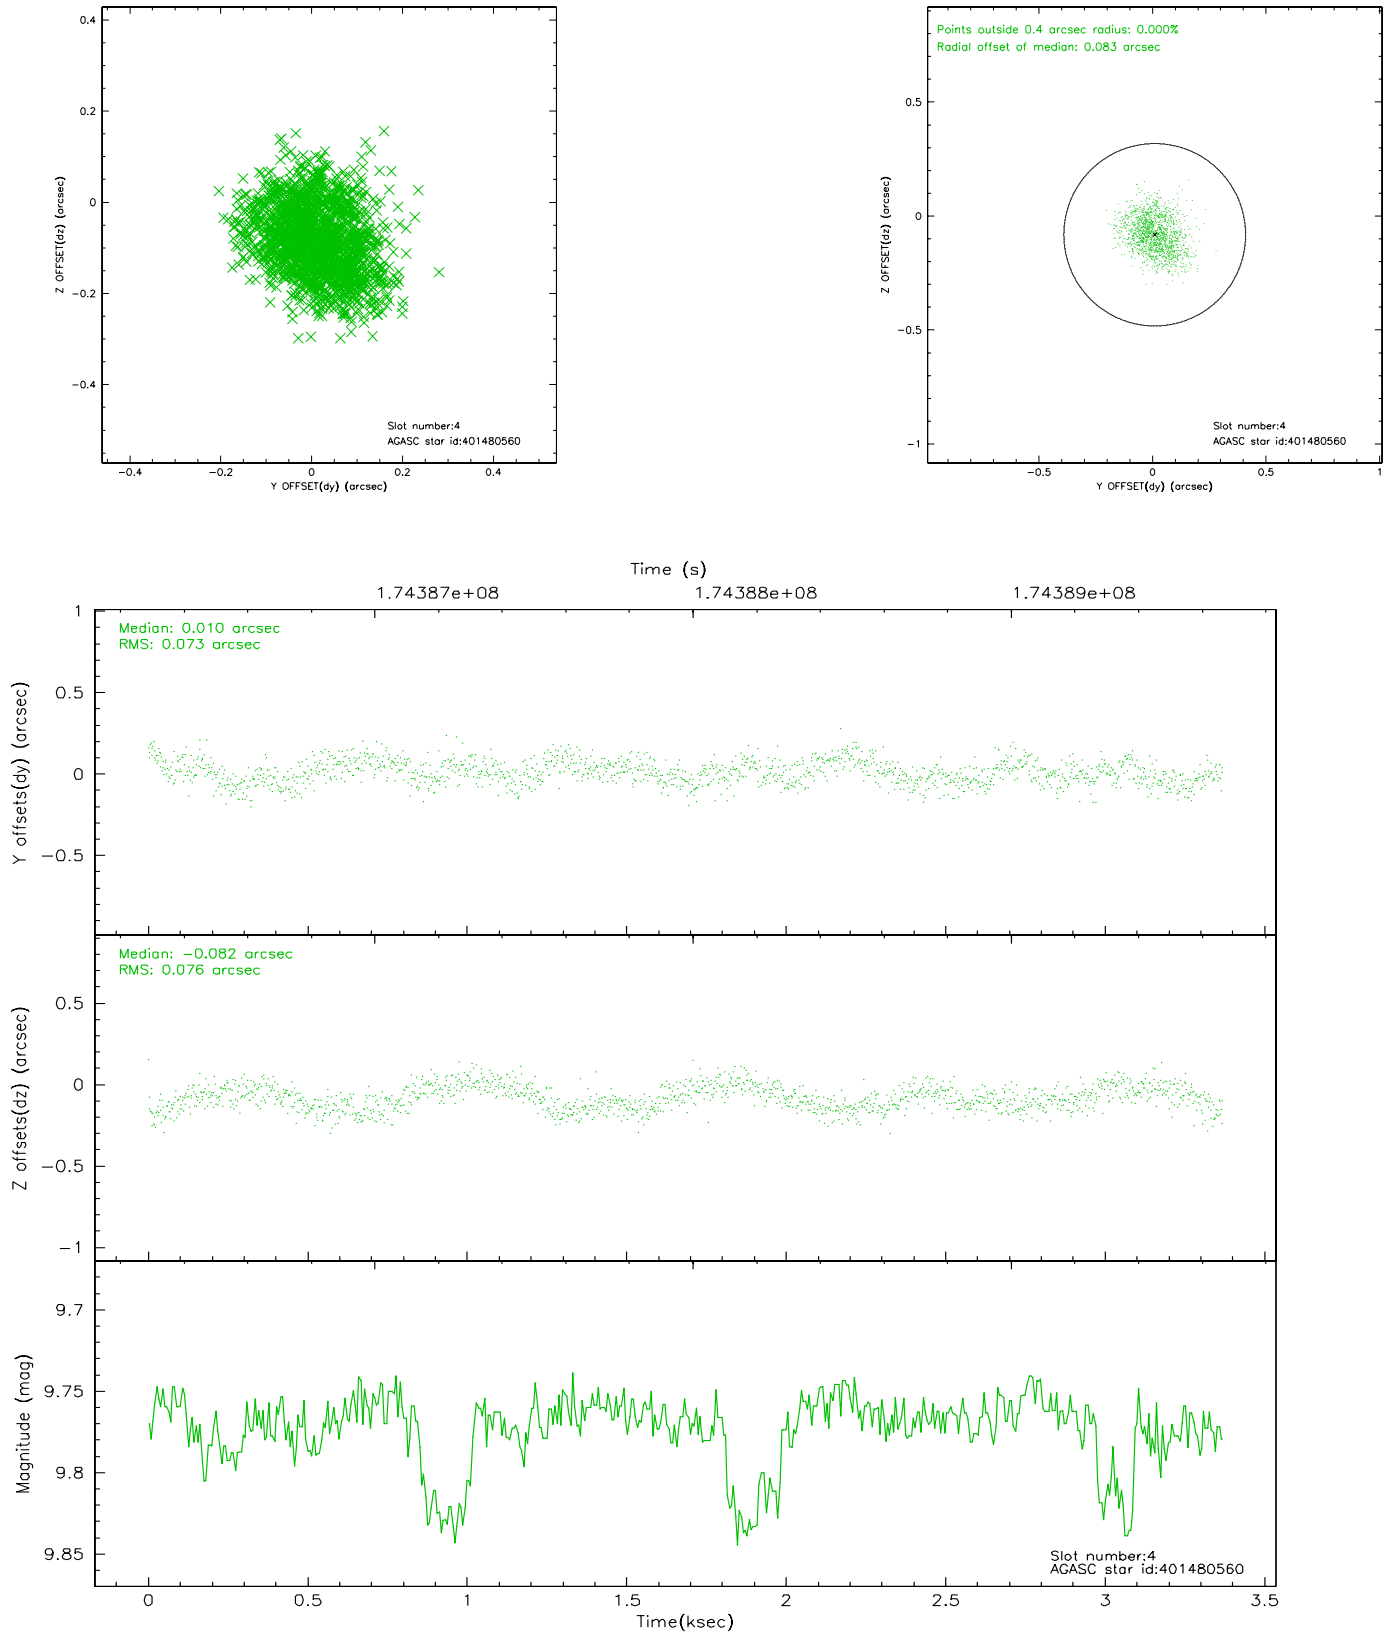 0.4
0.2
0
−0.2
−0.4
Z OFFSET(dz) (arcsec)
Slot number:4
AGASC star id:401480560
−0.4 −0.2 0 0.2 0.4
Y OFFSET(dy) (arcsec)
Points outside 0.4 arcsec radius: 0.000%
Radial offset of median: 0.083 arcsec
0.5
0
−0.5
−1
Z OFFSET(dz) (arcsec)
Slot number:4
AGASC star id:401480560
−0.5 0 0.5 1
Y OFFSET(dy) (arcsec)
Time (s)
1.74387e+08 1.74388e+08 1.74389e+08
Median: 0.010 arcsec
RMS: 0.073 arcsec
1
0.5
0
−0.5
Y offsets(dy) (arcsec)
Median: −0.082 arcsec
RMS: 0.076 arcsec
0.5
0
−0.5
−1
Z offsets(dz) (arcsec)
9.7
9.75
9.8
9.85
Magnitude (mag)
Slot number:4
AGASC star id:401480560
0 0.5 1 1.5 2 2.5 3 3.5
Time(ksec)